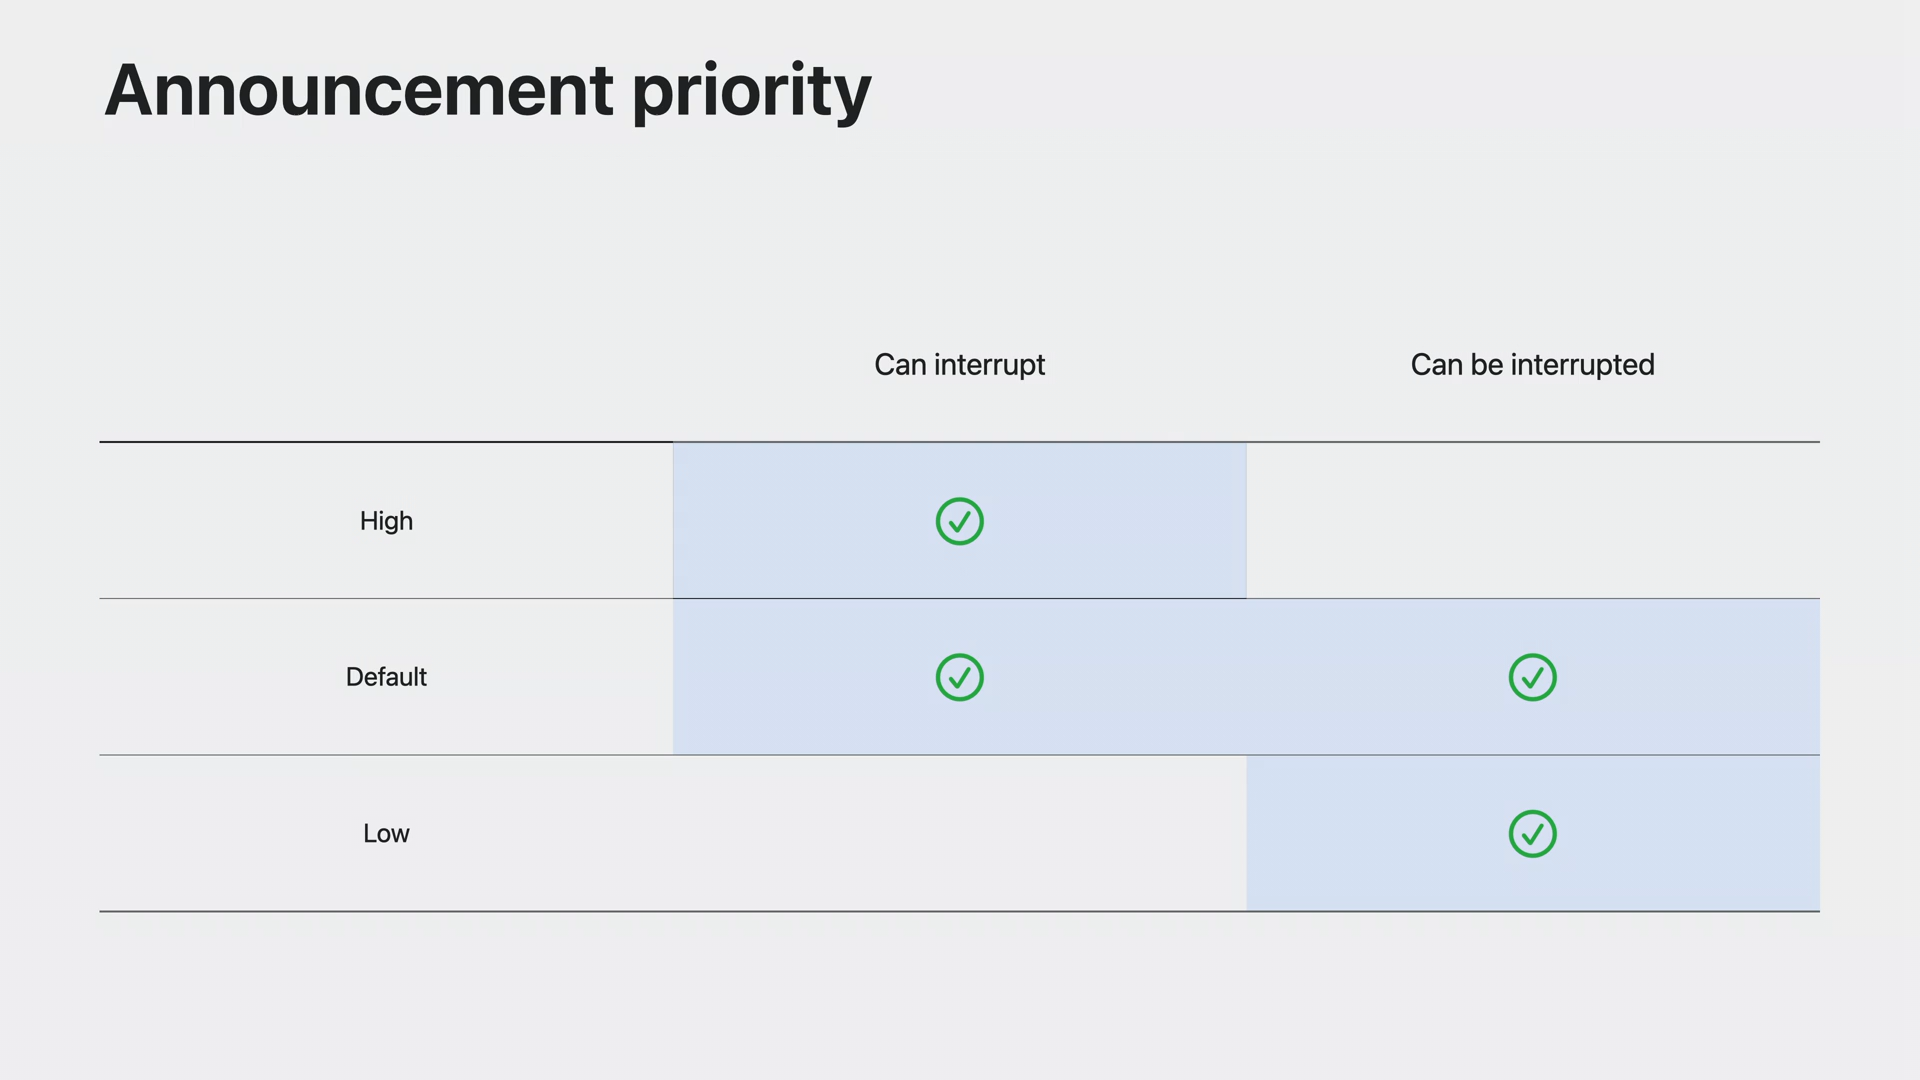 Announcement priority
Can interrupt
Can be interrupted
High
Default
Low